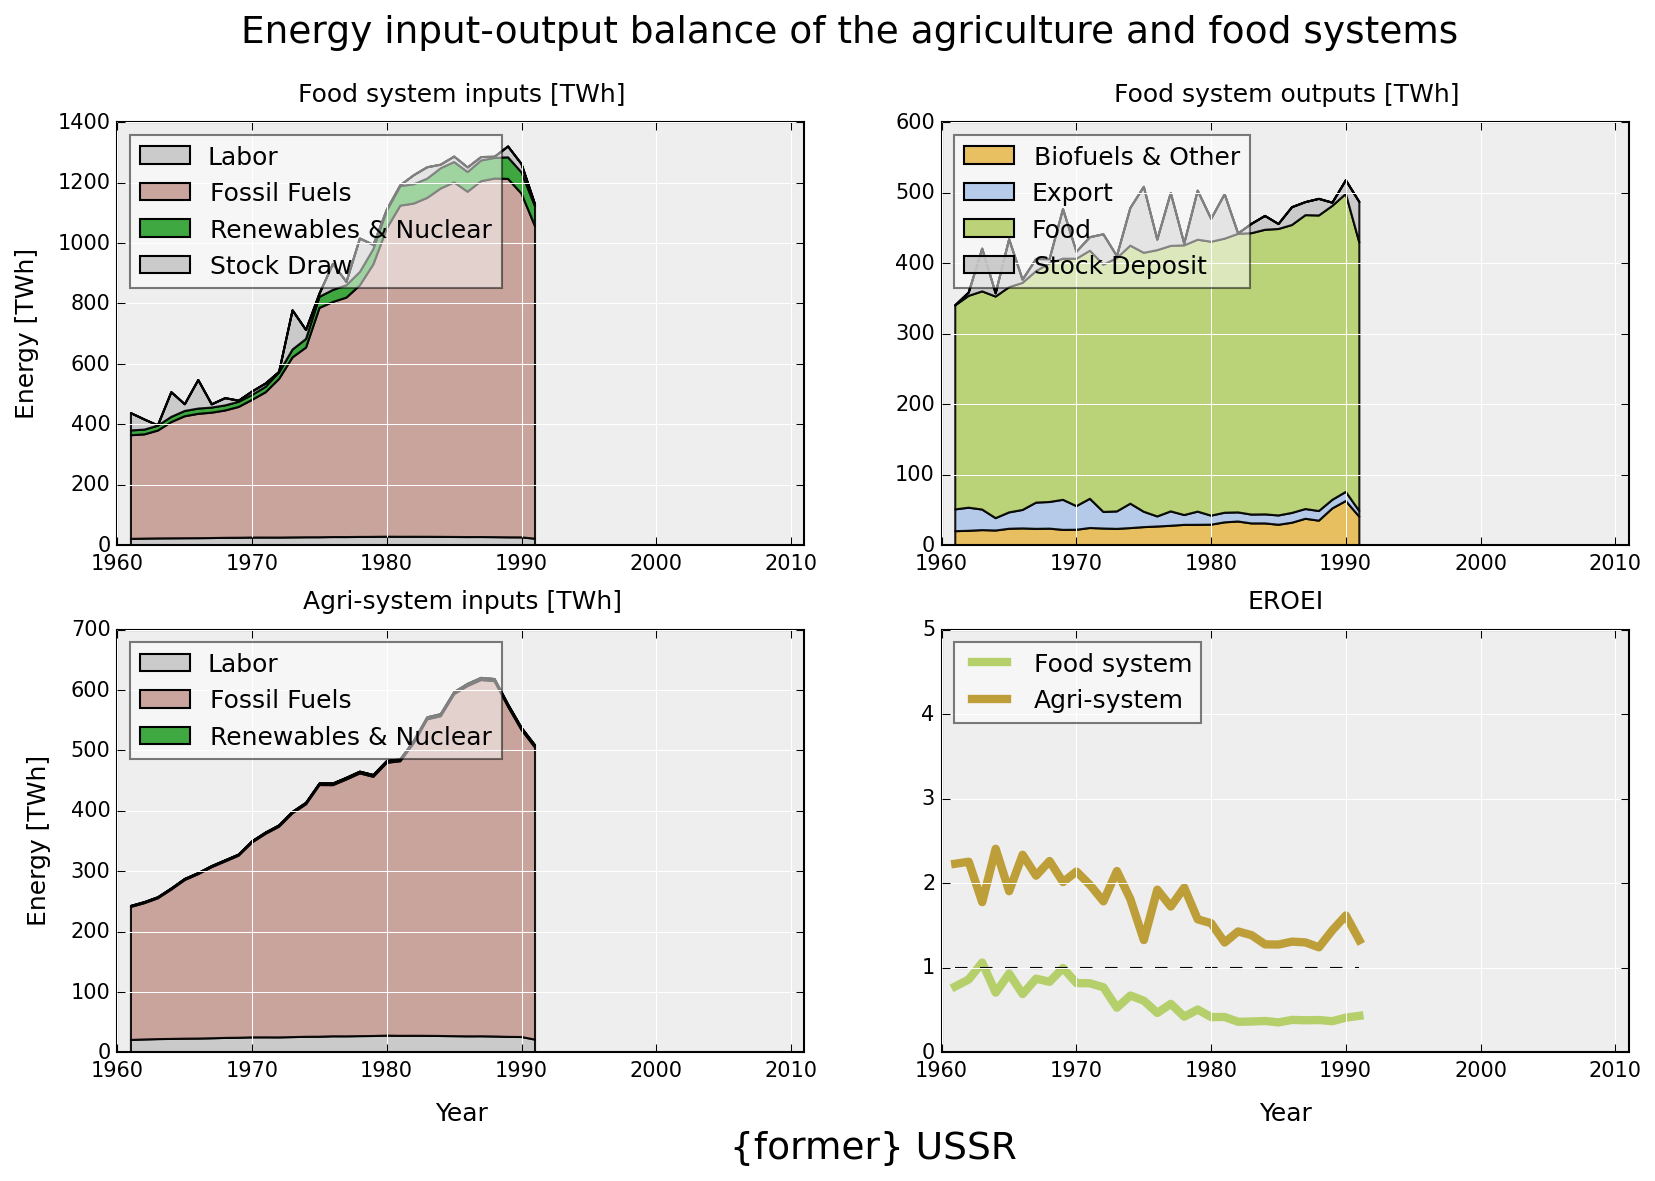 Energy input-output balance of the agriculture and food systems
Food system inputs [TWh]
Energy [TWh]
1400
1200
1000
800
600
400
200
0
Labor
Fossil Fuels
Renewables & Nuclear
Stock Draw
1960 1970 1980 1990 2000 2010
Food system outputs [TWh]
600
500
400
300
200
100
0
Biofuels & Other
Export
Food
Stock Deposit
1960 1970 1980 1990 2000 2010
Agri-system inputs [TWh]
Energy [TWh]
700
600
500
400
300
200
100
0
Labor
Fossil Fuels
Renewables & Nuclear
1960 1970 1980 1990 2000 2010
Year
EROEI
5
4
3
2
1
0
Food system
Agri-system
1960 1970 1980 1990 2000 2010
Year
{former} USSR